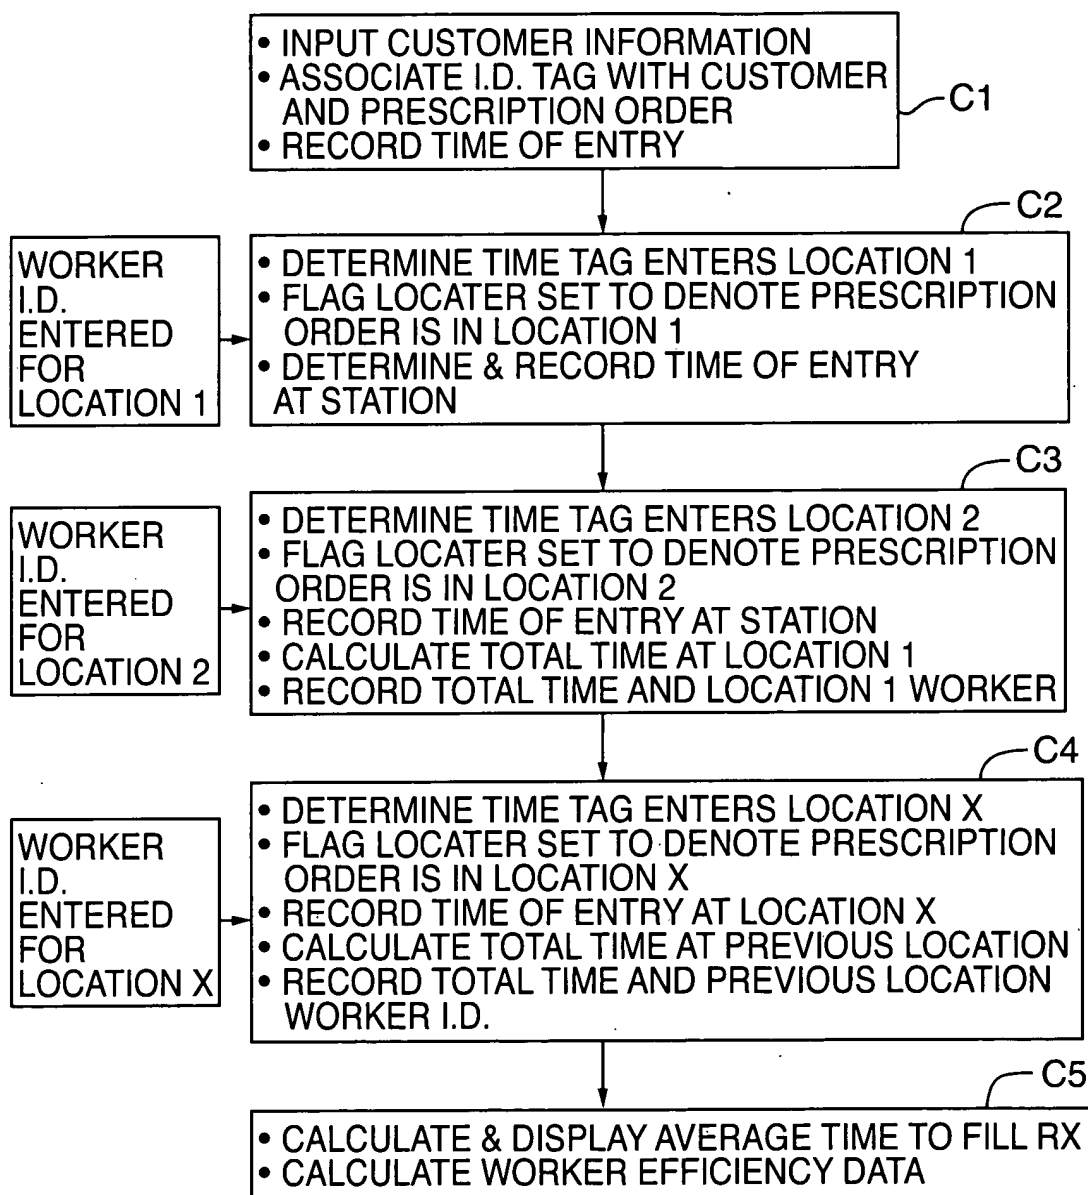 • INPUT CUSTOMER INFORMATION
• ASSOCIATE I.D. TAG WITH CUSTOMER
AND PRESCRIPTION ORDER
• RECORD TIME OF ENTRY
C1
C2
WORKER
I.D.
ENTERED
FOR
LOCATION 1
• DETERMINE TIME TAG ENTERS LOCATION 1
• FLAG LOCATER SET TO DENOTE PRESCRIPTION
ORDER IS IN LOCATION 1
• DETERMINE & RECORD TIME OF ENTRY
AT STATION
C3
WORKER
I.D.
ENTERED
FOR
LOCATION 2
• DETERMINE TIME TAG ENTERS LOCATION 2
• FLAG LOCATER SET TO DENOTE PRESCRIPTION
ORDER IS IN LOCATION 2
• RECORD TIME OF ENTRY AT STATION
• CALCULATE TOTAL TIME AT LOCATION 1
• RECORD TOTAL TIME AND LOCATION 1 WORKER
C4
WORKER
I.D.
ENTERED
FOR
LOCATION X
• DETERMINE TIME TAG ENTERS LOCATION X
• FLAG LOCATER SET TO DENOTE PRESCRIPTION
ORDER IS IN LOCATION X
• RECORD TIME OF ENTRY AT LOCATION X
• CALCULATE TOTAL TIME AT PREVIOUS LOCATION
• RECORD TOTAL TIME AND PREVIOUS LOCATION
WORKER I.D.
C5
• CALCULATE & DISPLAY AVERAGE TIME TO FILL RX
• CALCULATE WORKER EFFICIENCY DATA